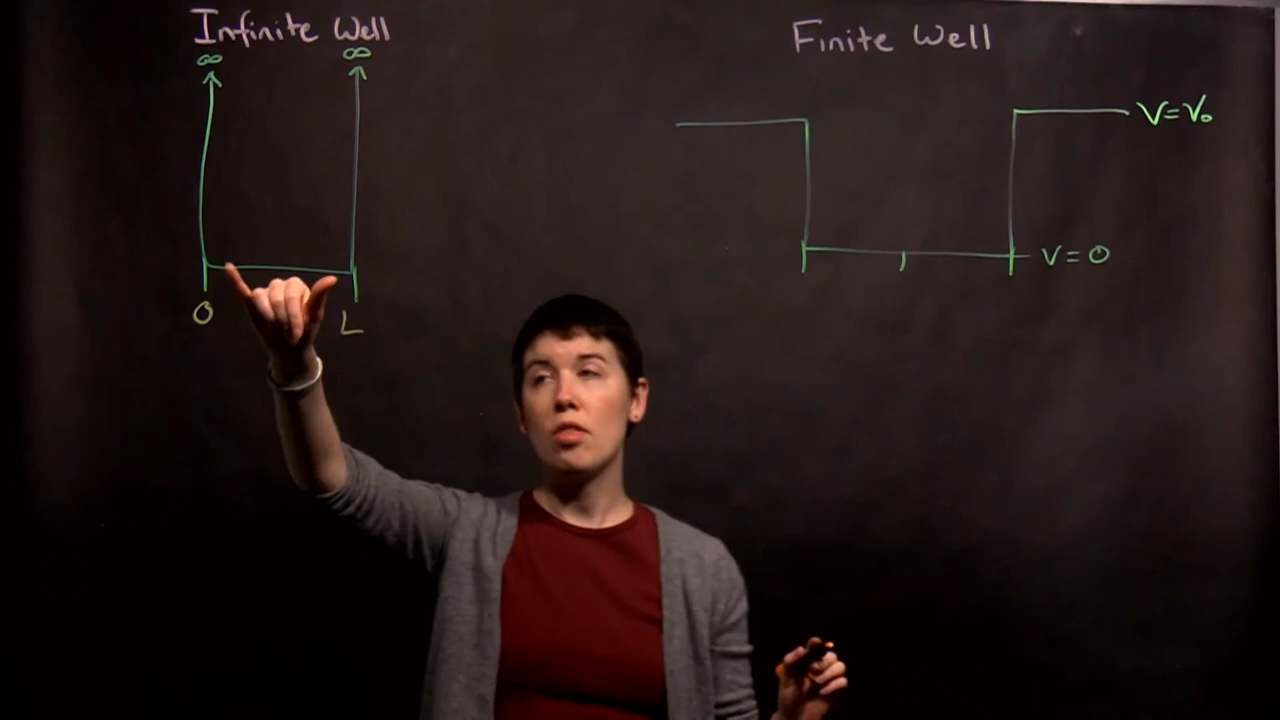 Infinite Well
∞ ∞
0 L
Finite Well
V=V₀
V=0